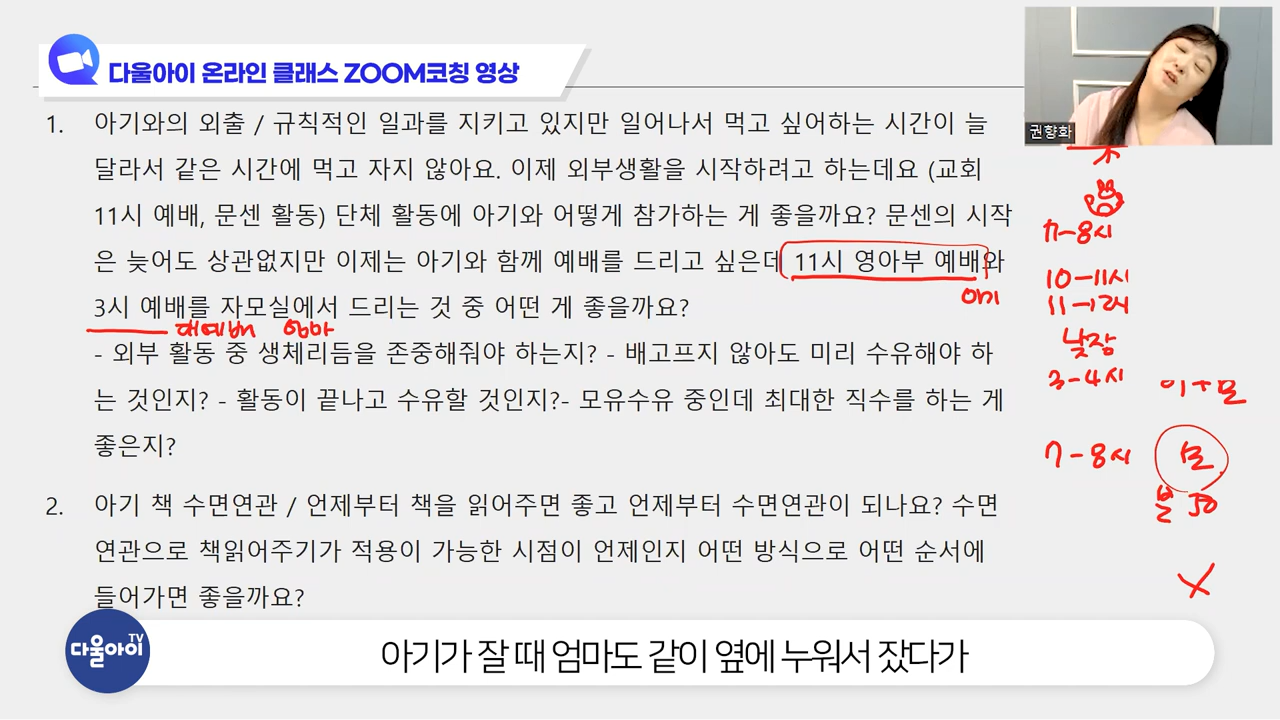 다울아이 온라인 클래스 ZOOM코칭 영상
권향화
1. 아기와의 외출 / 규칙적인 일과를 지키고 있지만 일어나서 먹고 싶어하는 시간이 늘
달라서 같은 시간에 먹고 자지 않아요. 이제 외부생활을 시작하려고 하는데요 (교회
11시 예배, 문센 활동) 단체 활동에 아기와 어떻게 참가하는 게 좋을까요? 문센의 시작
은 늦어도 상관없지만 이제는 아기와 함께 예배를 드리고 싶은데 11시 영아부 예배와
아기
3시 예배를 자모실에서 드리는 것 중 어떤 게 좋을까요?
대예배 엄마
- 외부 활동 중 생체리듬을 존중해줘야 하는지? - 배고프지 않아도 미리 수유해야 하
는 것인지? - 활동이 끝나고 수유할 것인지?- 모유수유 중인데 최대한 직수를 하는 게
좋은지?
2. 아기 책 수면연관 / 언제부터 책을 읽어주면 좋고 언제부터 수면연관이 되나요? 수면
연관으로 책읽어주기가 적용이 가능한 시점이 언제인지 어떤 방식으로 어떤 순서에
들어가면 좋을까요?
7-8시
10-11시
11-12시
낮잠
3-4시
이+모
7-8시
모
분 50
다울아이 TV
아기가 잘 때 엄마도 같이 옆에 누워서 잤다가